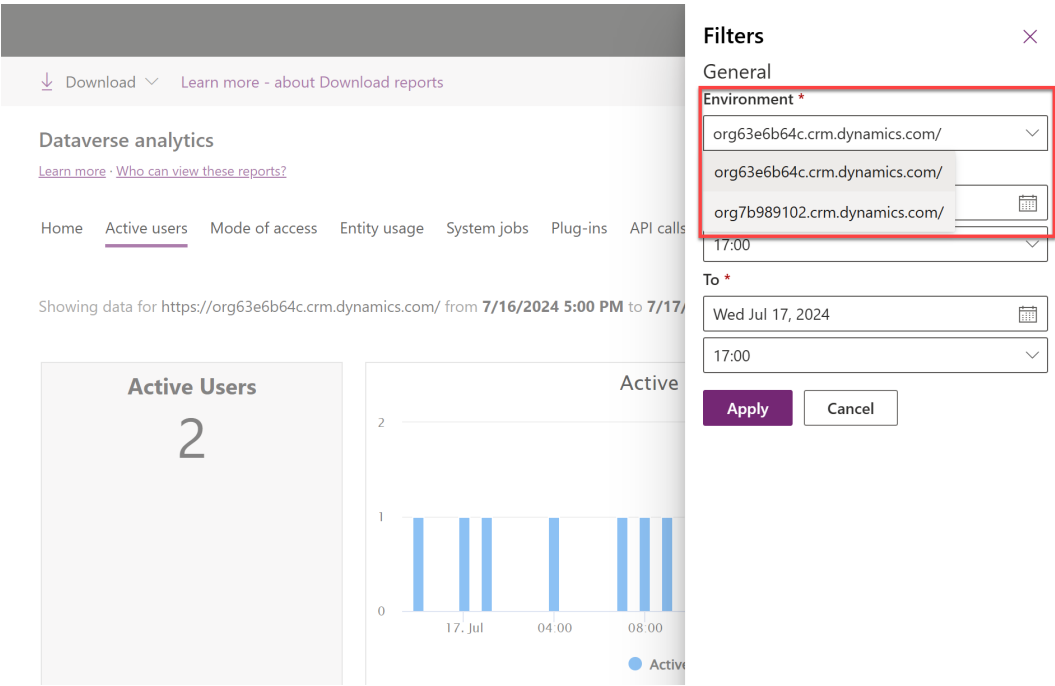 Download
Learn more - about Download reports
Dataverse analytics
Learn more · Who can view these reports?
Home Active users Mode of access Entity usage System jobs Plug-ins API calls
Showing data for https://org63e6b64c.crm.dynamics.com/ from 7/16/2024 5:00 PM to 7/17/
Active Users
2
Active
2
1
0
17. Jul 04:00 08:00
Active
Filters
General
Environment *
org63e6b64c.crm.dynamics.com/
org63e6b64c.crm.dynamics.com/
org7b989102.crm.dynamics.com/
17:00
To *
Wed Jul 17, 2024
17:00
Apply Cancel